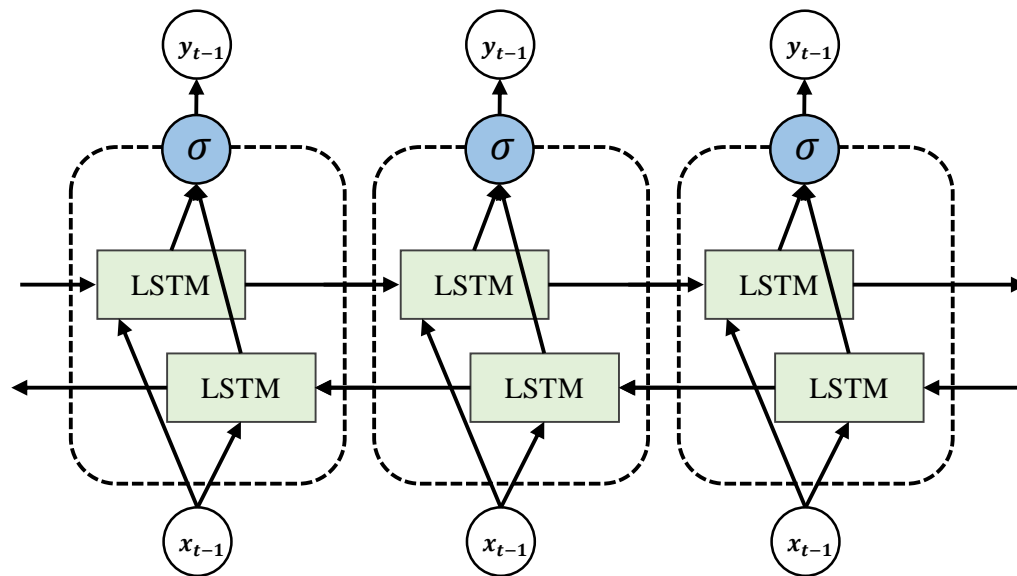 y_{t−1} y_{t−1} y_{t−1}
σ σ σ
LSTM LSTM LSTM
LSTM LSTM LSTM
x_{t−1} x_{t−1} x_{t−1}